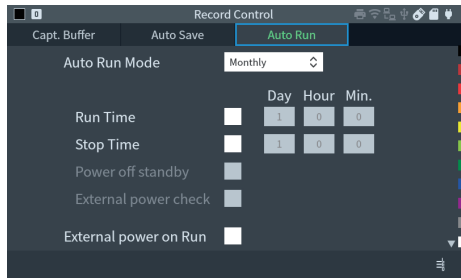 0 Record Control
Capt. Buffer Auto Save Auto Run
Auto Run Mode Monthly
Day Hour Min.
Run Time 1 0 0
Stop Time 1 0 0
Power off standby
External power check
External power on Run